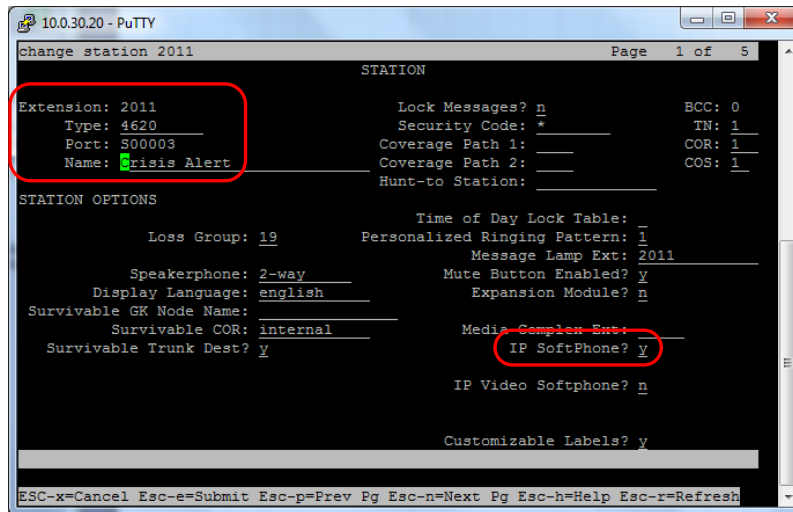 10.0.30.20 - PuTTY
change station 2011 Page 1 of 5
STATION
Extension: 2011 Lock Messages? n BCC: 0
Type: 4620 Security Code: * TN: 1
Port: S00003 Coverage Path 1: COR: 1
Name: Crisis Alert Coverage Path 2: COS: 1
Hunt-to Station:
STATION OPTIONS
Time of Day Lock Table:
Loss Group: 19 Personalized Ringing Pattern: 1
Message Lamp Ext: 2011
Speakerphone: 2-way Mute Button Enabled? y
Display Language: english Expansion Module? n
Survivable GK Node Name:
Survivable COR: internal Media Complex Ext:
Survivable Trunk Dest? y IP SoftPhone? y
IP Video Softphone? n
Customizable Labels? y
ESC-x=Cancel Esc-e=Submit Esc-p=Prev Pg Esc-n=Next Pg Esc-h=Help Esc-r=Refresh